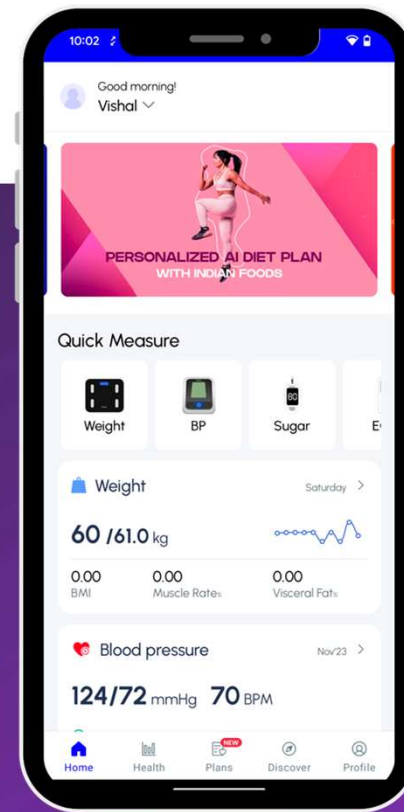 10:02
Good morning!
Vishal
PERSONALIZED AI DIET PLAN
WITH INDIAN FOODS
Quick Measure
80
Weight
BP
Sugar
Weight
Saturday
60 /61.0 kg
0.00
0.00
0.00
BMI
Muscle Rate%
Visceral Fat%
Blood pressure
Nov'23
124/72 mmHg 70 BPM
NEW
Home
Health
Plans
Discover
Profile